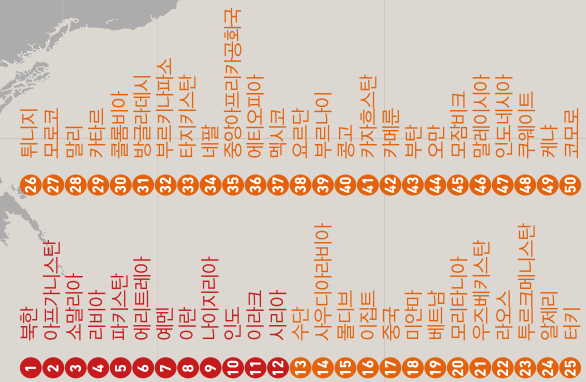 1 북한
2 아프가니스탄
3 소말리아
4 리비아
5 파키스탄
6 에리트레아
7 예멘
8 이란
9 나이지리아
10 인도
11 이라크
12 시리아
13 수단
14 사우디아라비아
15 몰디브
16 이집트
17 중국
18 미얀마
19 베트남
20 모리타니아
21 우즈베키스탄
22 라오스
23 투르크메니스탄
24 알제리
25 터키
26 튀니지
27 모로코
28 말리
29 카타르
30 콜롬비아
31 방글라데시
32 부르키나파소
33 타지키스탄
34 네팔
35 중앙아프리카공화국
36 에티오피아
37 멕시코
38 요르단
39 부르나이
40 콩고
41 카자흐스탄
42 카메룬
43 부탄
44 오만
45 모잠비크
46 말레이시아
47 인도네시아
48 쿠웨이트
49 케냐
50 코모로